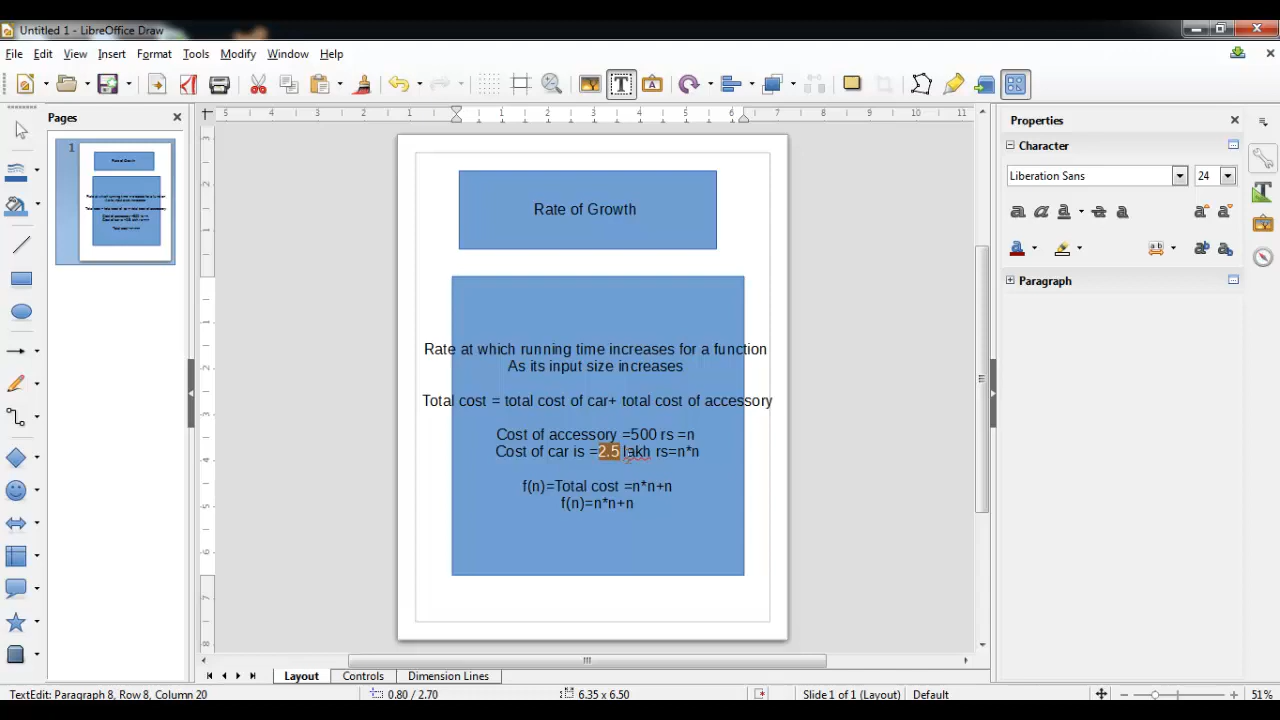 Untitled 1 - LibreOffice Draw
File Edit View Insert Format Tools Modify Window Help
Pages
1
Rate of Growth
Rate at which running time increases for a function
As its input size increases
Total cost = total cost of car+ total cost of accessory
Cost of accessory =500 rs =n
Cost of car is =2.5 lakh rs=n*n
f(n)=Total cost =n*n+n
f(n)=n*n+n
Properties
Character
Liberation Sans 24
Paragraph
Layout Controls Dimension Lines
TextEdit: Paragraph 8, Row 8, Column 20 0.80 / 2.70 6.35 x 6.50 Slide 1 of 1 (Layout) Default 51%